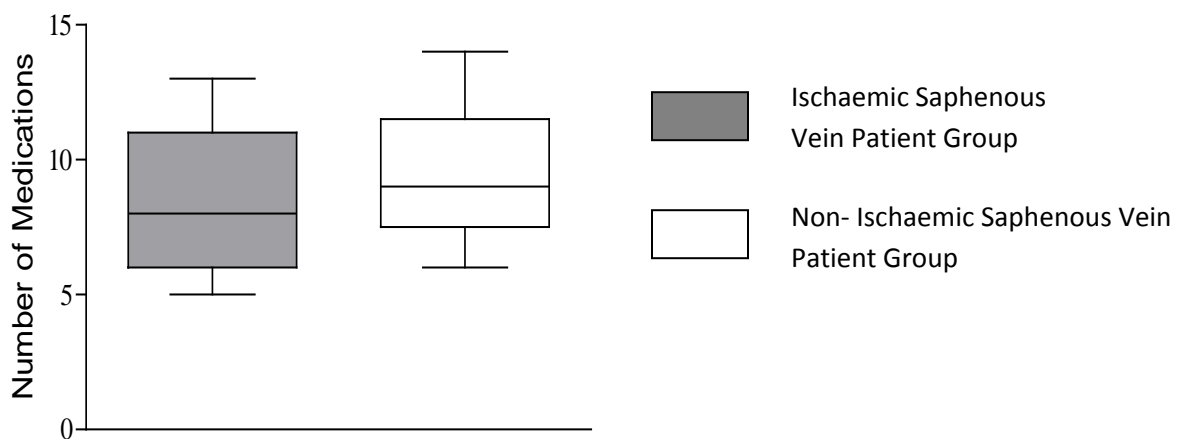 15
10
5
0
Number of Medications
Ischaemic Saphenous
Vein Patient Group
Non- Ischaemic Saphenous Vein
Patient Group